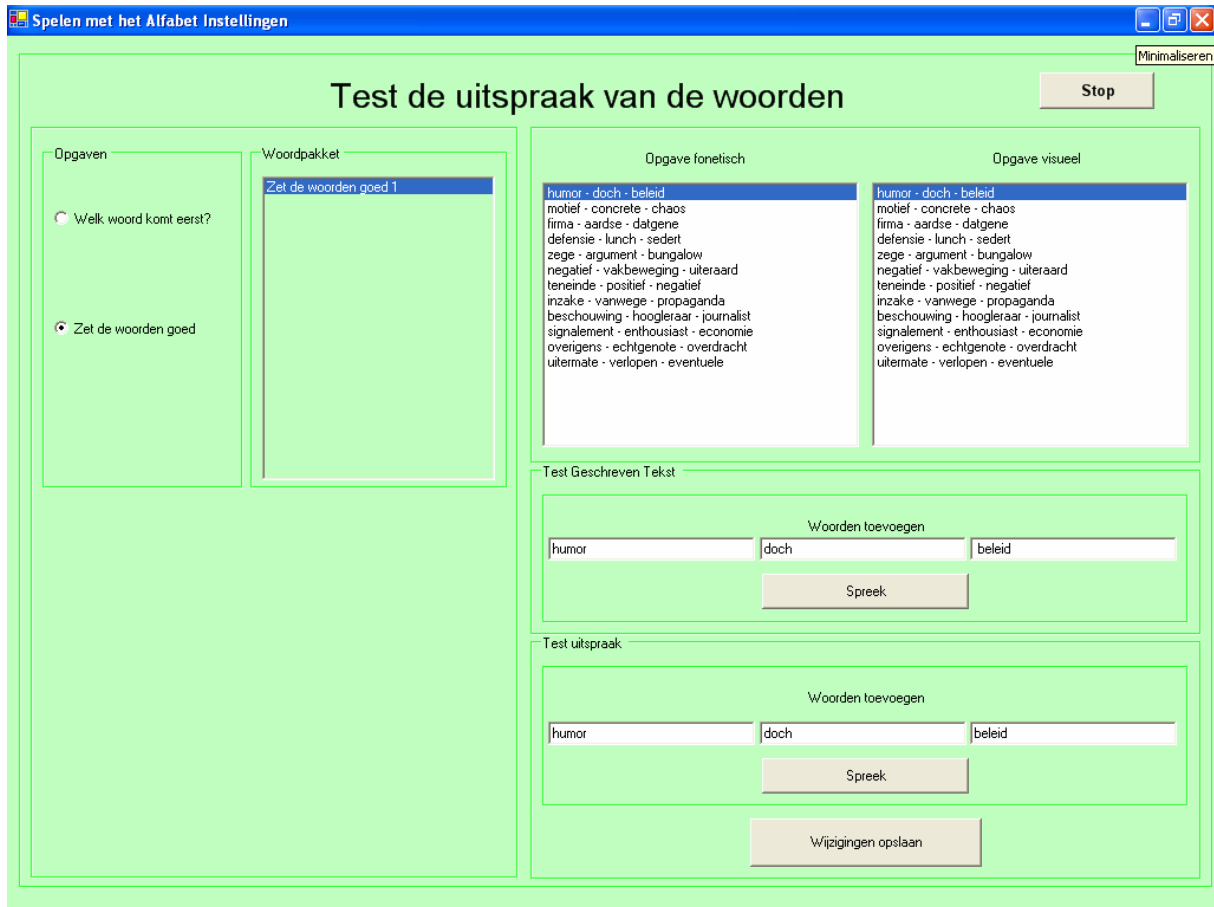 Spelen met het Alfabet Instellingen
Minimaliseren
Test de uitspraak van de woorden
Stop
Opgaven
Welk woord komt eerst?
Zet de woorden goed
Woordpakket
Zet de woorden goed 1
Opgave fonetisch
humor - doch - beleid
motief - concrete - chaos
firma - aardse - datgene
defensie - lunch - sedert
zege - argument - bungalow
negatief - vakbeweging - uiteraard
teneinde - positief - negatief
inzake - vanwege - propaganda
beschouwing - hoogleraar - journalist
signalement - enthousiast - economie
overigens - echtgenote - overdracht
uitermate - verlopen - eventuele
Opgave visueel
humor - doch - beleid
motief - concrete - chaos
firma - aardse - datgene
defensie - lunch - sedert
zege - argument - bungalow
negatief - vakbeweging - uiteraard
teneinde - positief - negatief
inzake - vanwege - propaganda
beschouwing - hoogleraar - journalist
signalement - enthousiast - economie
overigens - echtgenote - overdracht
uitermate - verlopen - eventuele
Test Geschreven Tekst
Woorden toevoegen
humor doch beleid
Spreek
Test uitspraak
Woorden toevoegen
humor doch beleid
Spreek
Wijzigingen opslaan